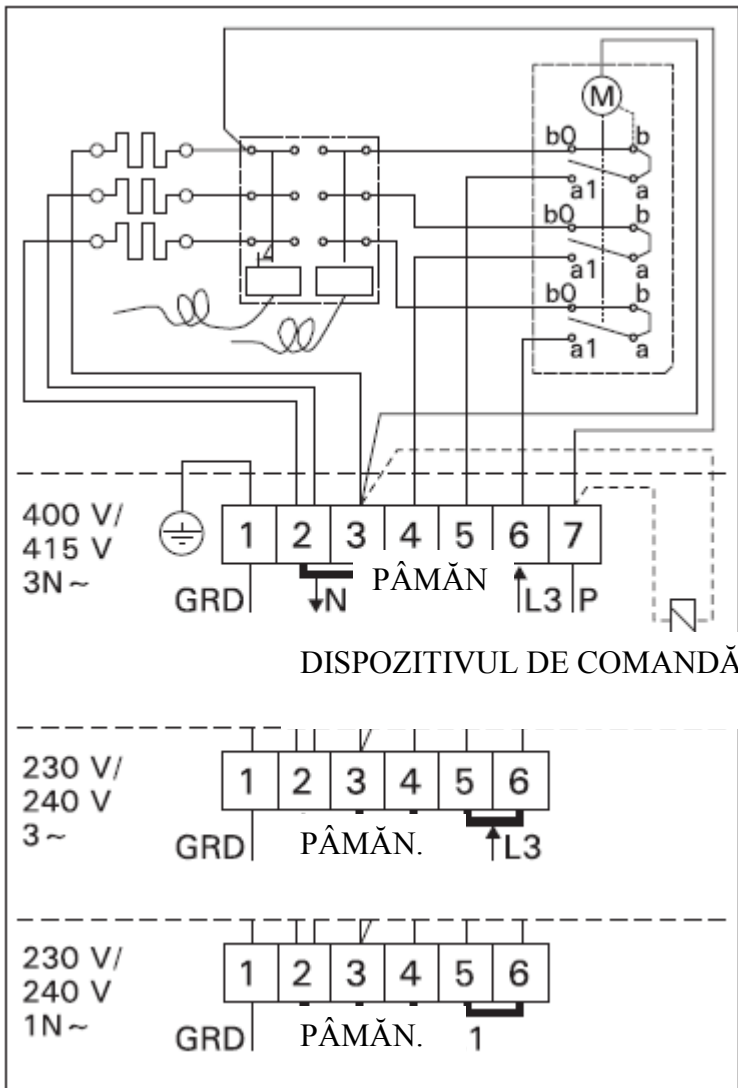 M
b0 b
a1 a
b0 b
a1 a
b0 b
a1 a
400 V/
415 V
3N ~
1 2 3 4 5 6 7
GRD N PÂMĂN L3 P
DISPOZITIVUL DE COMANDĂ
230 V/
240 V
3 ~
1 2 3 4 5 6
GRD PÂMĂN. L3
230 V/
240 V
1N ~
1 2 3 4 5 6
GRD PÂMĂN. 1